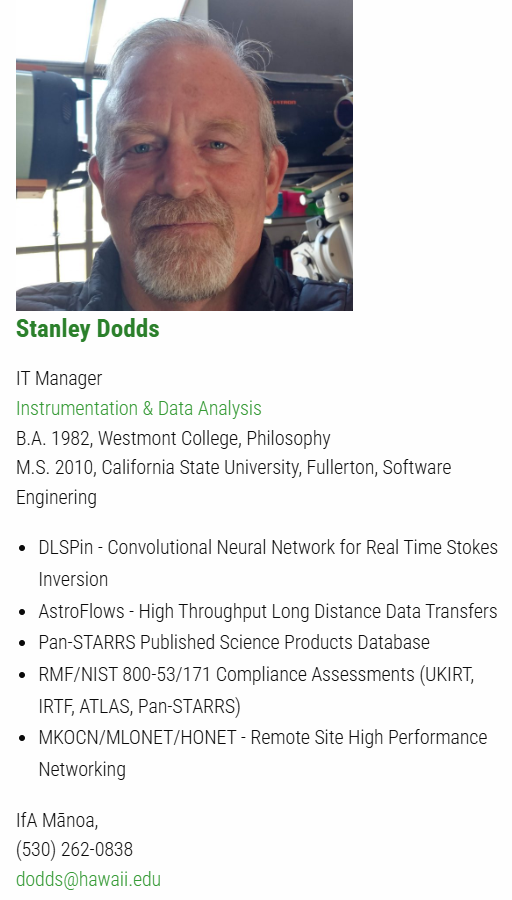 Stanley Dodds
IT Manager
Instrumentation & Data Analysis
B.A. 1982, Westmont College, Philosophy
M.S. 2010, California State University, Fullerton, Software
Enginering
• DLSPin - Convolutional Neural Network for Real Time Stokes
Inversion
• AstroFlows - High Throughput Long Distance Data Transfers
• Pan-STARRS Published Science Products Database
• RMF/NIST 800-53/171 Compliance Assessments (UKIRT,
IRTF, ATLAS, Pan-STARRS)
• MKOCN/MLONET/HONET - Remote Site High Performance
Networking
IfA Mānoa,
(530) 262-0838
dodds@hawaii.edu